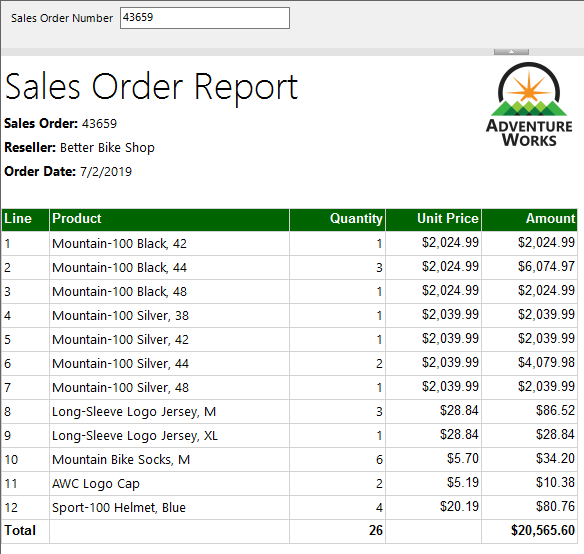 Sales Order Number 43659
Sales Order Report
ADVENTURE
WORKS
Sales Order: 43659
Reseller: Better Bike Shop
Order Date: 7/2/2019
Line Product Quantity Unit Price Amount
1 Mountain-100 Black, 42 1 $2,024.99 $2,024.99
2 Mountain-100 Black, 44 3 $2,024.99 $6,074.97
3 Mountain-100 Black, 48 1 $2,024.99 $2,024.99
4 Mountain-100 Silver, 38 1 $2,039.99 $2,039.99
5 Mountain-100 Silver, 42 1 $2,039.99 $2,039.99
6 Mountain-100 Silver, 44 2 $2,039.99 $4,079.98
7 Mountain-100 Silver, 48 1 $2,039.99 $2,039.99
8 Long-Sleeve Logo Jersey, M 3 $28.84 $86.52
9 Long-Sleeve Logo Jersey, XL 1 $28.84 $28.84
10 Mountain Bike Socks, M 6 $5.70 $34.20
11 AWC Logo Cap 2 $5.19 $10.38
12 Sport-100 Helmet, Blue 4 $20.19 $80.76
Total 26 $20,565.60